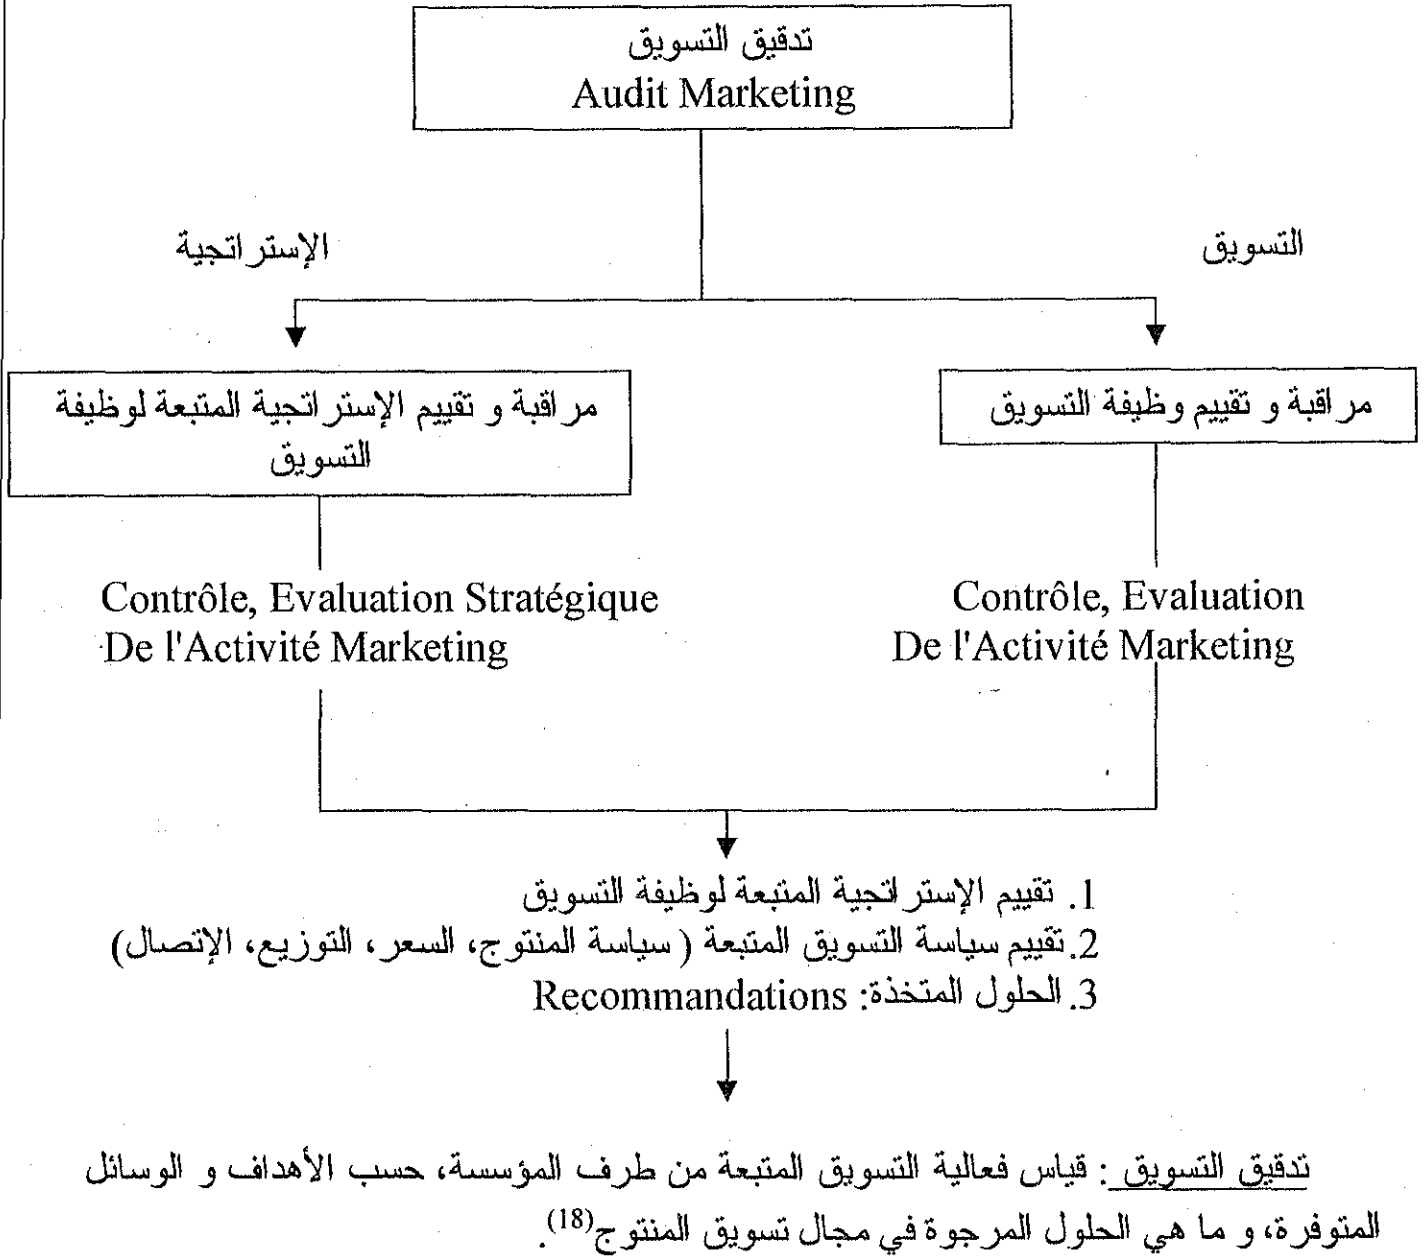 تدقيق التسويق
Audit Marketing
التسويق
الإستراتجية
مراقبة و تقييم وظيفة التسويق
مراقبة و تقييم الإستراتجية المتبعة لوظيفة
التسويق
Contrôle, Evaluation
De l'Activité Marketing
Contrôle, Evaluation Stratégique
De l'Activité Marketing
1. تقييم الإستراتجية المتبعة لوظيفة التسويق
2. تقييم سياسة التسويق المتبعة ( سياسة المنتوج، السعر، التوزيع، الإتصال)
3. الحلول المتخذة: Recommandations
تدقيق التسويق : قياس فعالية التسويق المتبعة من طرف المؤسسة، حسب الأهداف و الوسائل
المتوفرة، و ما هي الحلول المرجوة في مجال تسويق المنتوج(18).